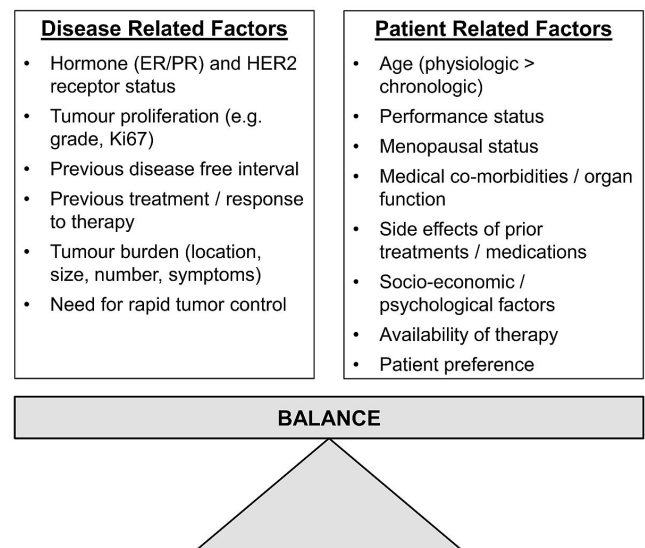 Disease Related Factors
• Hormone (ER/PR) and HER2
receptor status
• Tumour proliferation (e.g.
grade, Ki67)
• Previous disease free interval
• Previous treatment / response
to therapy
• Tumour burden (location,
size, number, symptoms)
• Need for rapid tumor control
Patient Related Factors
• Age (physiologic >
chronologic)
• Performance status
• Menopausal status
• Medical co-morbidities / organ
function
• Side effects of prior
treatments / medications
• Socio-economic /
psychological factors
• Availability of therapy
• Patient preference
BALANCE